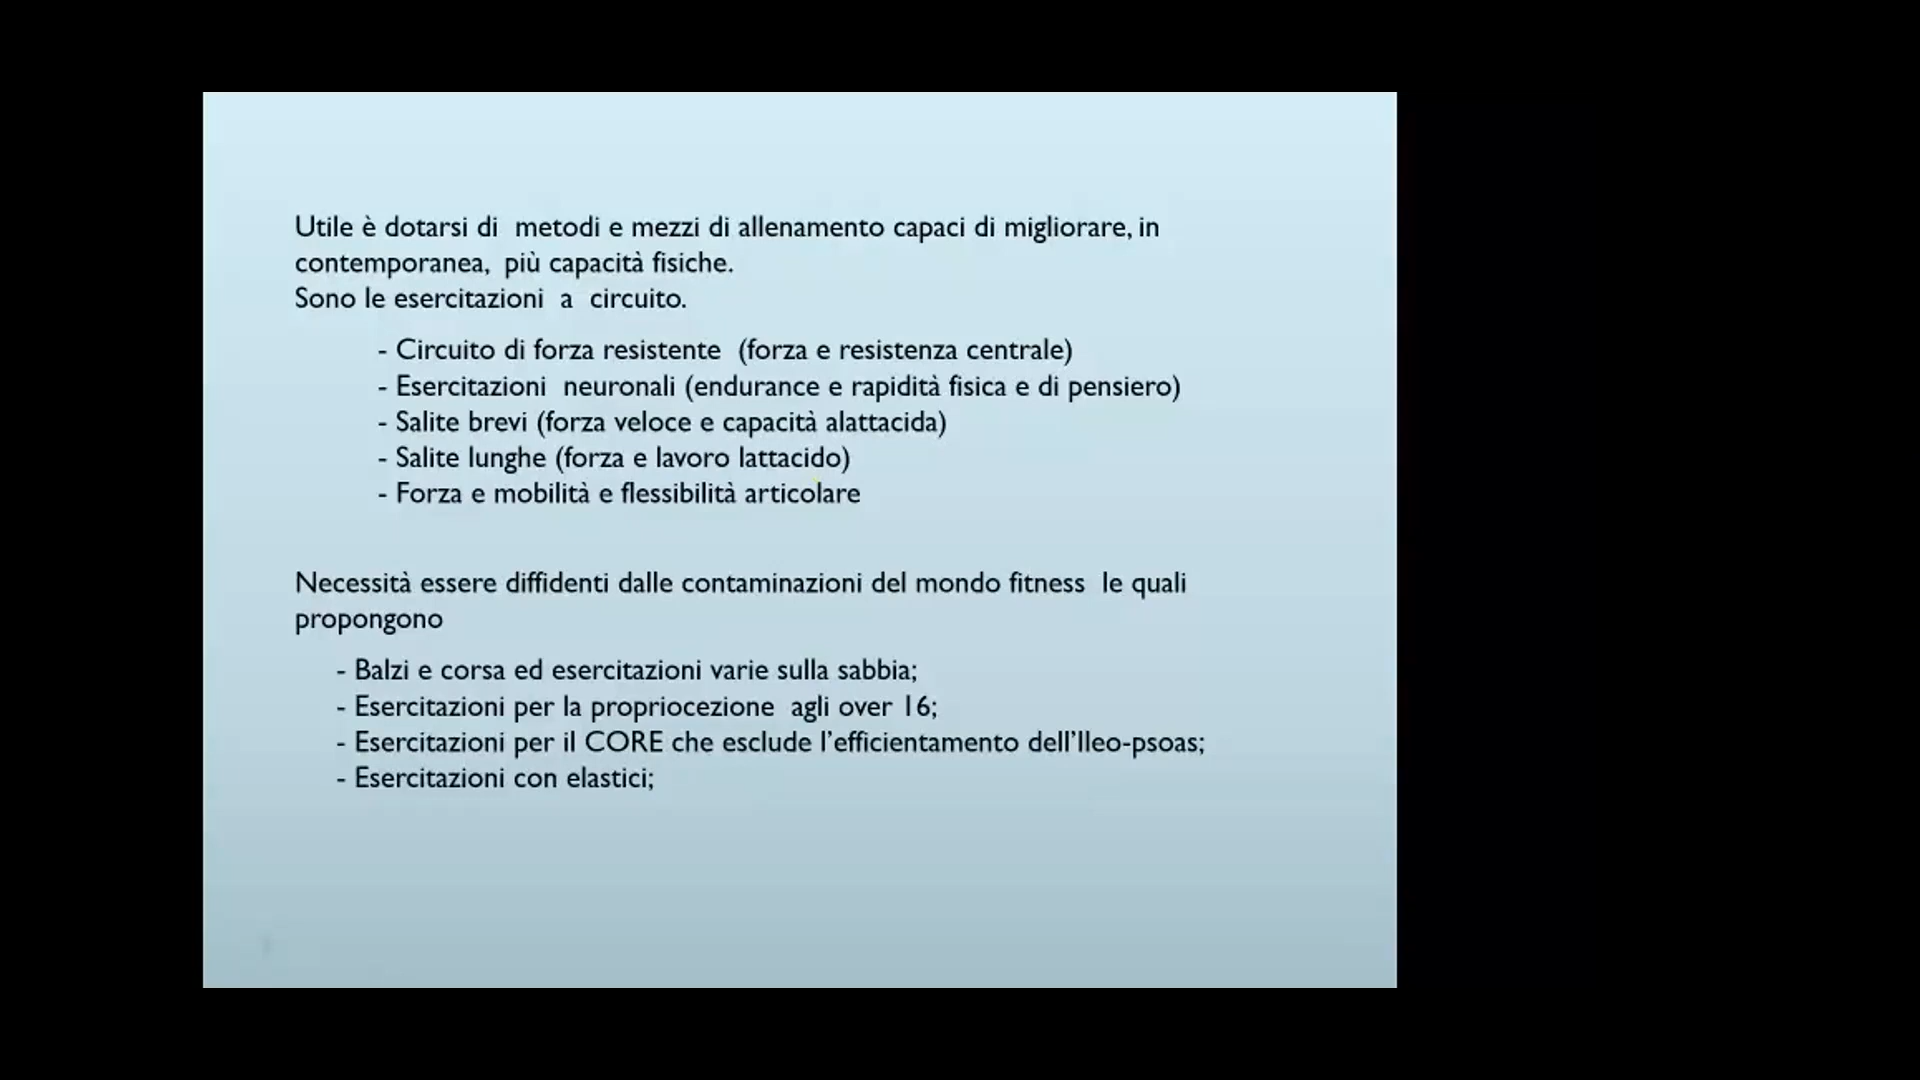 Utile è dotarsi di metodi e mezzi di allenamento capaci di migliorare, in
contemporanea, più capacità fisiche.
Sono le esercitazioni a circuito.
- Circuito di forza resistente (forza e resistenza centrale)
- Esercitazioni neuronali (endurance e rapidità fisica e di pensiero)
- Salite brevi (forza veloce e capacità alattacida)
- Salite lunghe (forza e lavoro lattacido)
- Forza e mobilità e flessibilità articolare
Necessità essere diffidenti dalle contaminazioni del mondo fitness le quali
propongono
- Balzi e corsa ed esercitazioni varie sulla sabbia;
- Esercitazioni per la propriocezione agli over 16;
- Esercitazioni per il CORE che esclude l’efficientamento dell’Ileo-psoas;
- Esercitazioni con elastici;